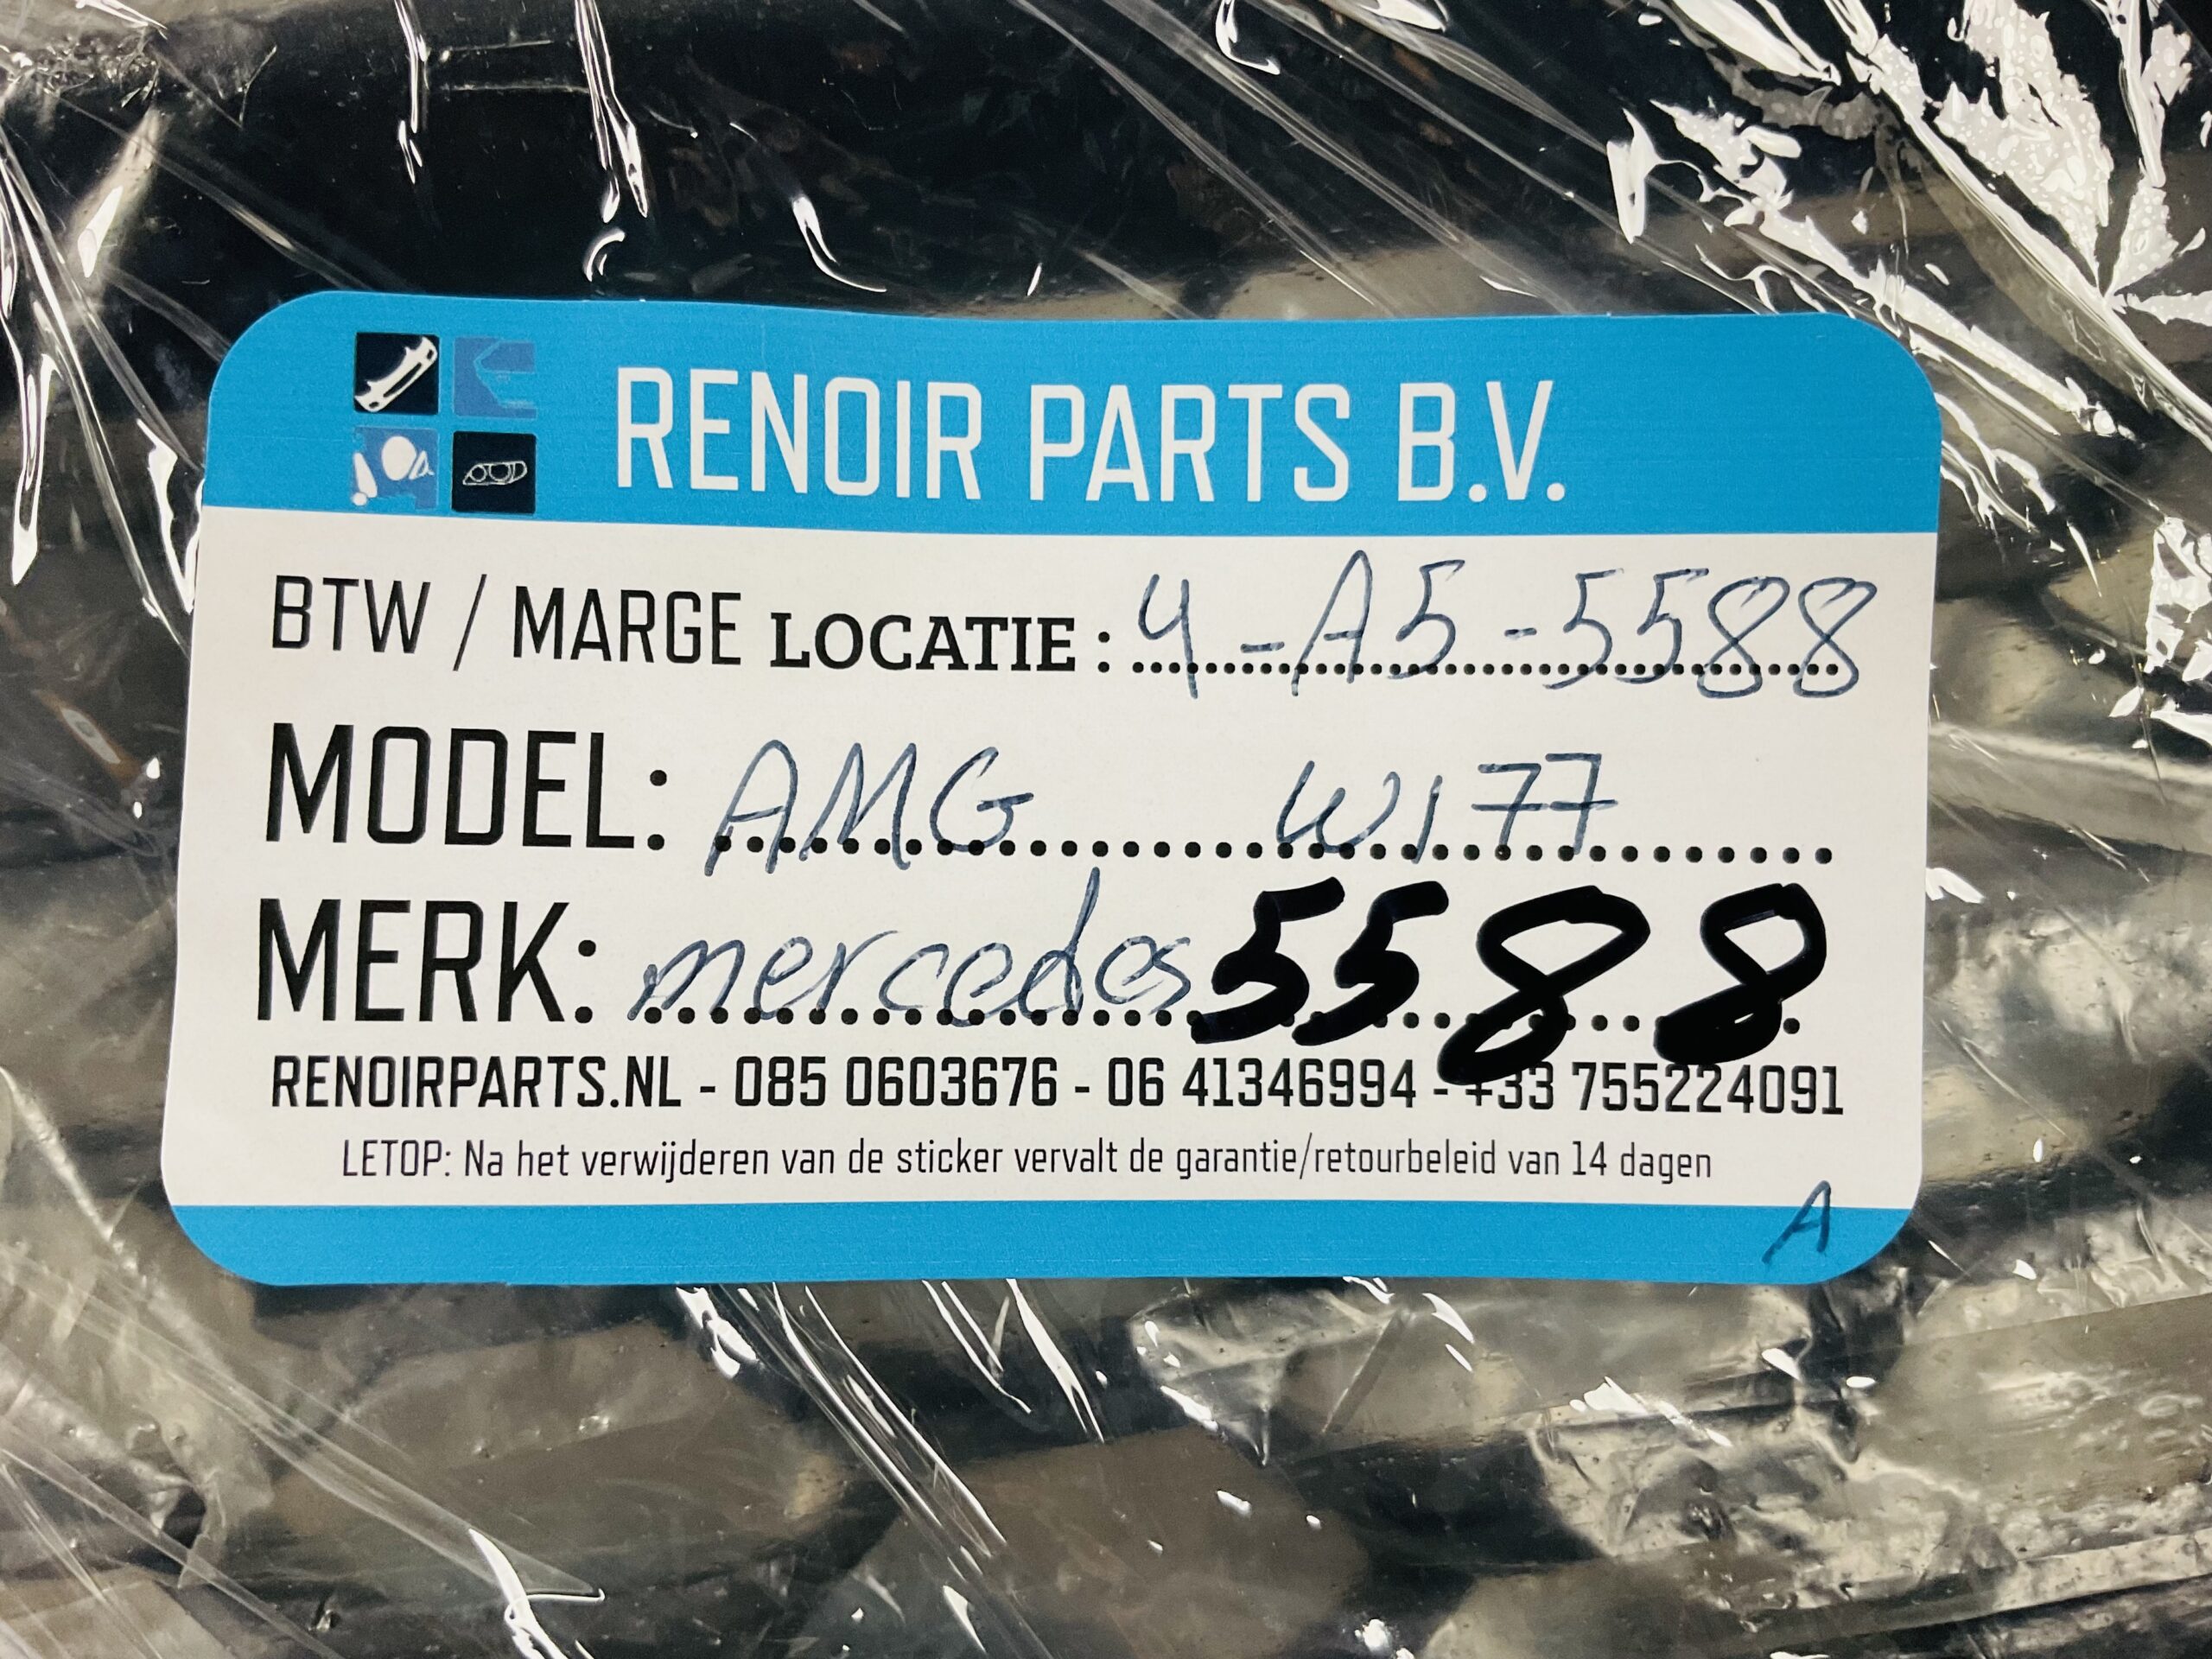 RENOIR PARTS B.V.
BTW / MARGE LOCATIE : 4-A5-5588
MODEL: AMG W177
MERK: mercedes 5588
RENOIRPARTS.NL - 085 0603676 - 06 41346994 - +33 755224091
LETOP: Na het verwijderen van de sticker vervalt de garantie/retourbeleid van 14 dagen
A